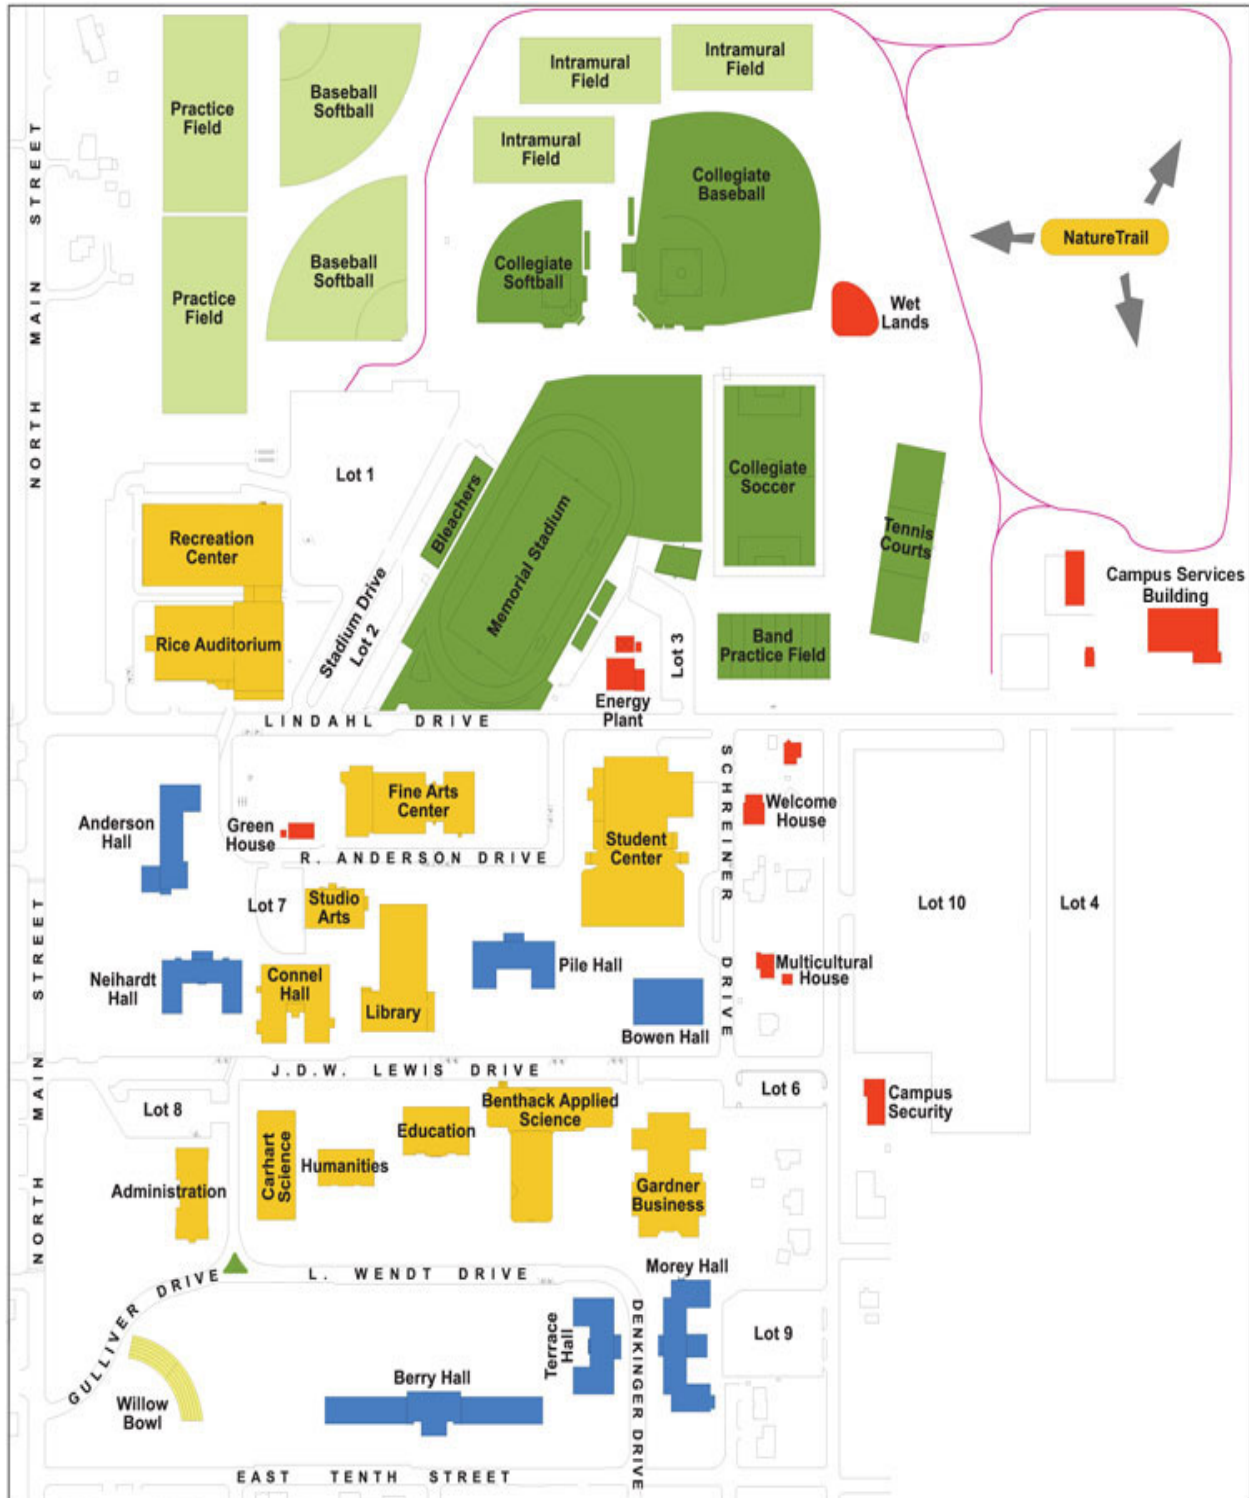 Practice
Field
Baseball
Softball
Intramural
Field
Intramural
Field
Intramural
Field
Collegiate
Baseball
NORTH MAIN STREET
Practice
Field
Baseball
Softball
Collegiate
Softball
Wet
Lands
NatureTrail
Lot 1
Bleachers
Memorial Stadium
Collegiate
Soccer
Tennis
Courts
Campus Services
Building
Recreation
Center
Rice Auditorium
Stadium Drive
Lot 2
Lot 3
Band
Practice Field
Energy
Plant
LINDAHL DRIVE
Anderson
Hall
Green
House
Fine Arts
Center
R. ANDERSON DRIVE
Student
Center
SCHREINER DRIVE
Welcome
House
Lot 7
Studio
Arts
Lot 10
Lot 4
Neihardt
Hall
Connel
Hall
Library
Pile Hall
Bowen Hall
Multicultural
House
NORTH MAIN STREET
J.D.W. LEWIS DRIVE
Lot 8
Lot 6
Campus
Security
Administration
Carhart
Science
Humanities
Education
Benthack Applied
Science
Gardner
Business
GULLIVER DRIVE
L. WENDT DRIVE
Morey Hall
Terrace
Hall
DENKINGER DRIVE
Lot 9
Willow
Bowl
Berry Hall
EAST TENTH STREET